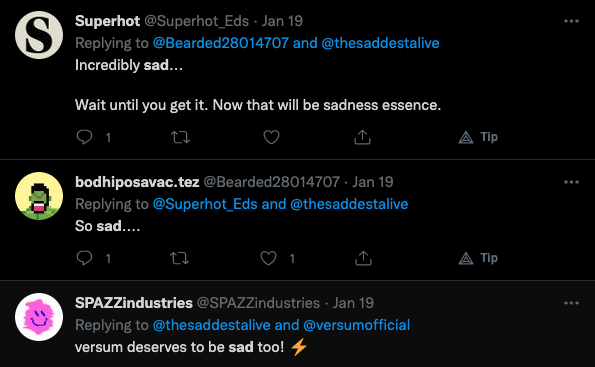 Superhot @Superhot_Eds · Jan 19
Replying to @Bearded28014707 and @thesaddestalive
Incredibly sad...
Wait until you get it. Now that will be sadness essence.
1 Tip
bodhiposavac.tez @Bearded28014707 · Jan 19
Replying to @Superhot_Eds and @thesaddestalive
So sad....
1 1 Tip
SPAZZindustries @SPAZZindustries · Jan 19
Replying to @thesaddestalive and @versumofficial
versum deserves to be sad too! ⚡